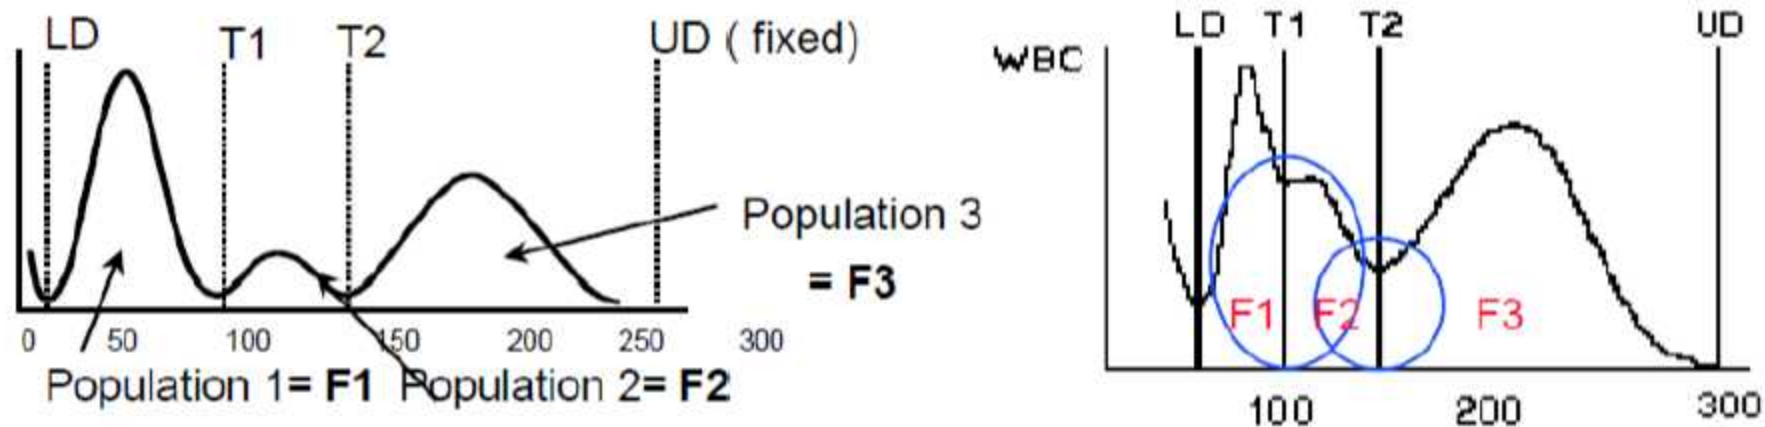 LD
T1
T2
UD ( fixed)
Population 3
= F3
0 50 100 150 200 250 300
Population 1= F1 Population 2= F2
LD T1 T2 UD
WBC
F1 F2 F3
100 200 300